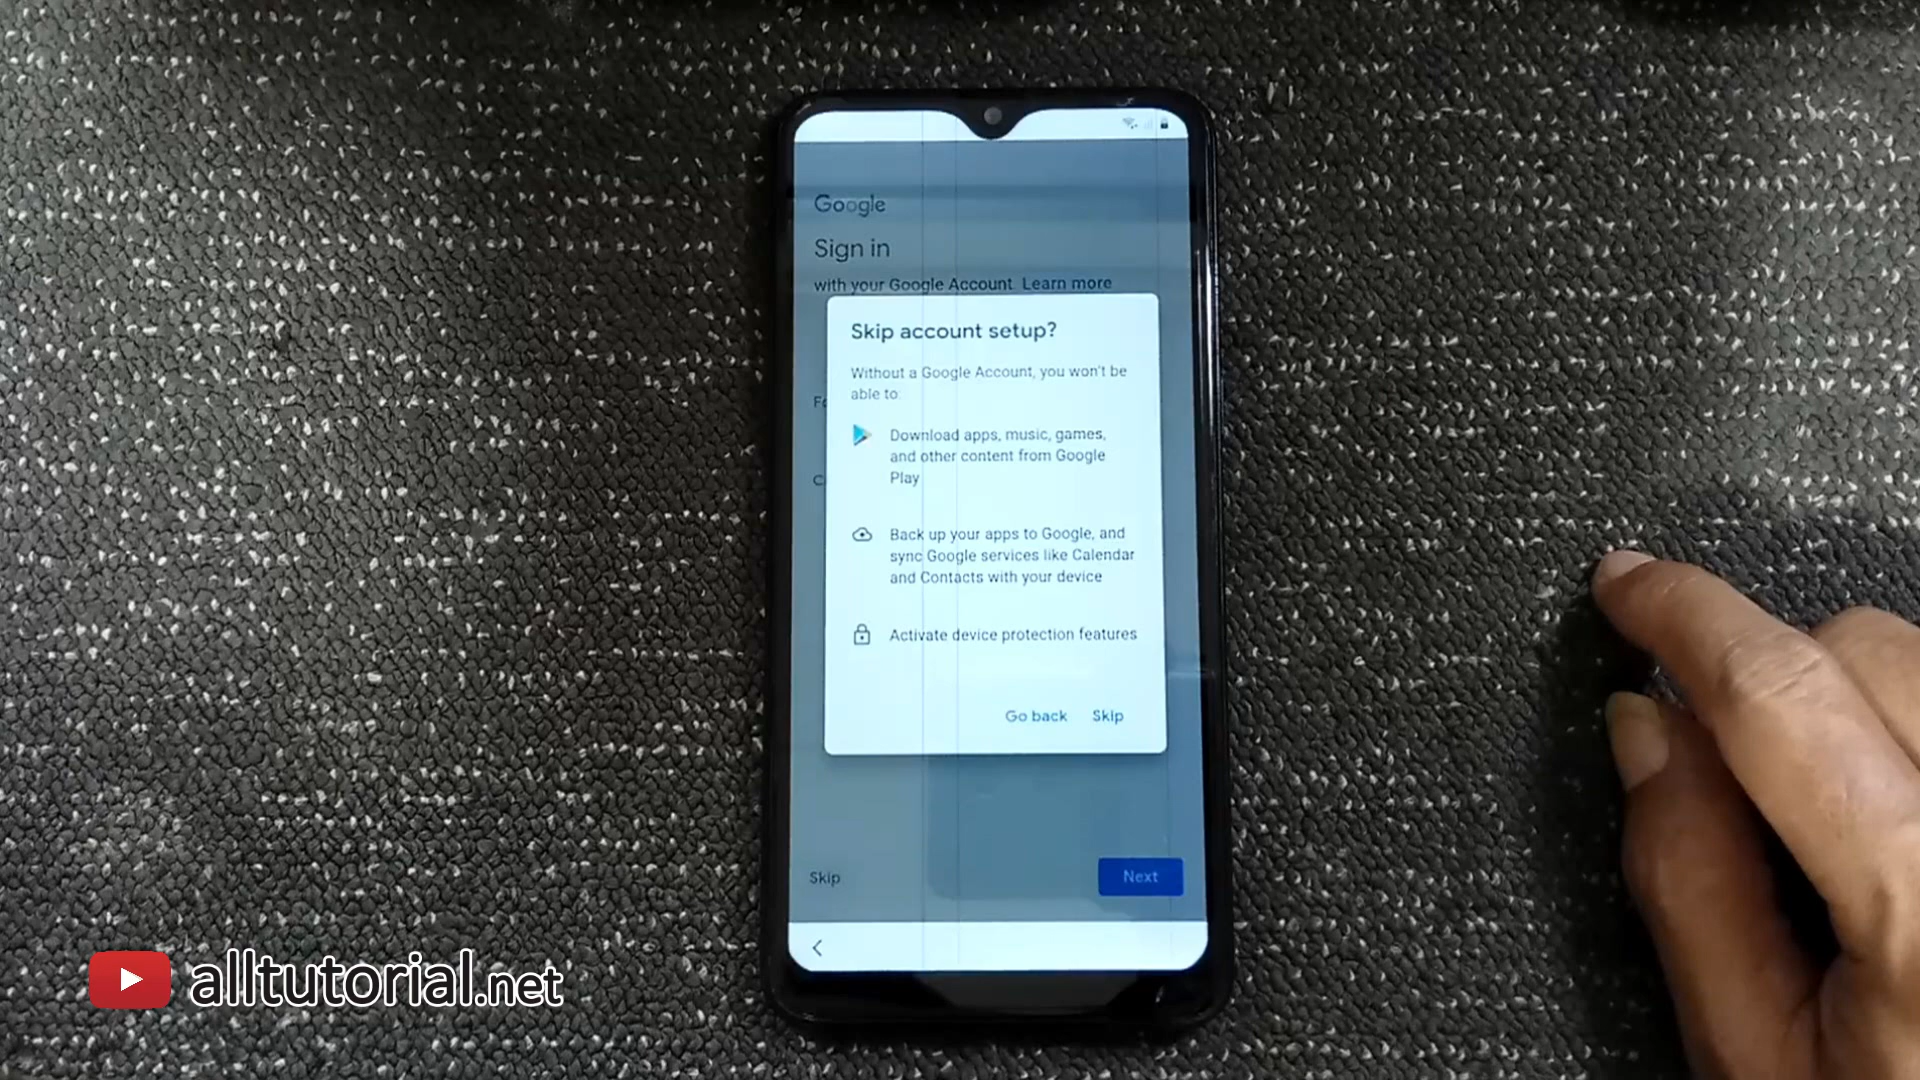 Google
Sign in
with your Google Account. Learn more
Skip account setup?
Without a Google Account, you won't be
able to:
Download apps, music, games,
and other content from Google
Play
Back up your apps to Google, and
sync Google services like Calendar
and Contacts with your device
Activate device protection features
Go back Skip
Skip Next
alltutorial.net